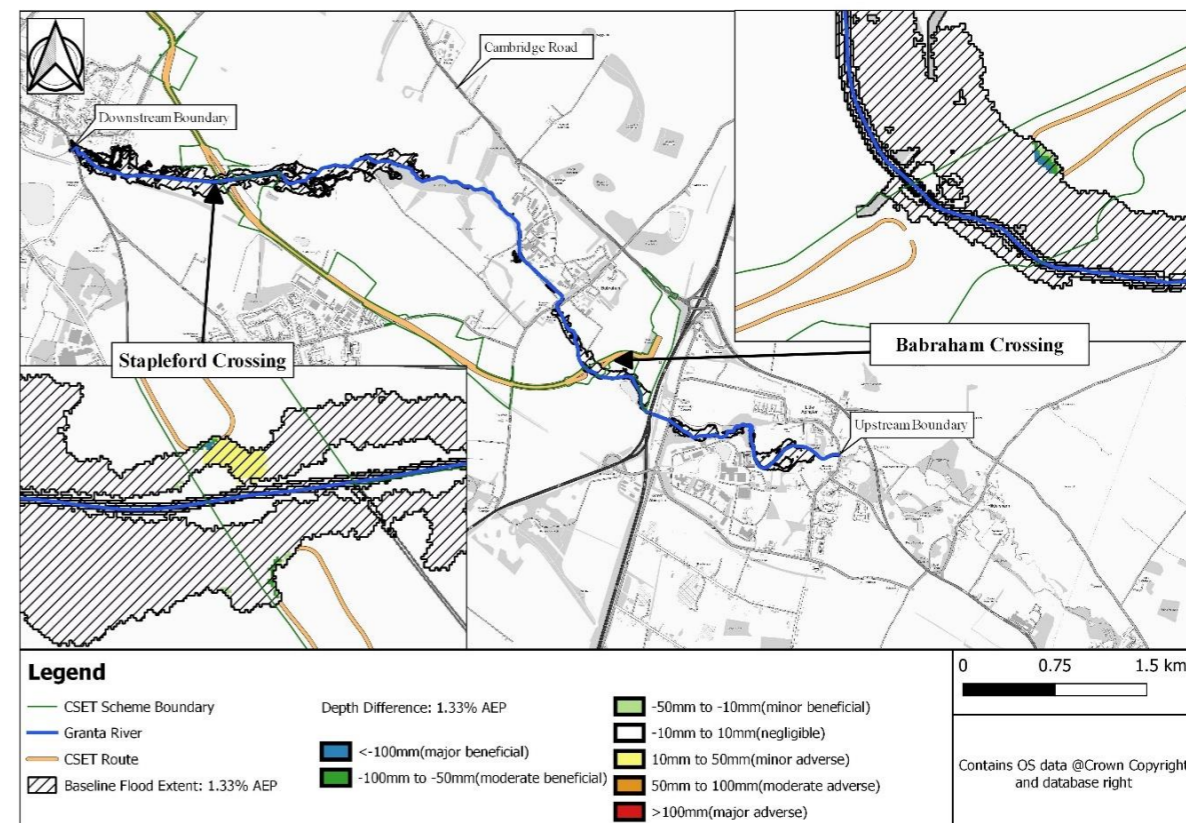 Cambridge Road
Downstream Boundary
Stapleford Crossing
Babraham Crossing
Upstream Boundary
Babraham
Legend
CSET Scheme Boundary
Granta River
CSET Route
Baseline Flood Extent: 1.33% AEP
Depth Difference: 1.33% AEP
<-100mm(major beneficial)
-100mm to -50mm(moderate beneficial)
-50mm to -10mm(minor beneficial)
-10mm to 10mm(negligible)
10mm to 50mm(minor adverse)
50mm to 100mm(moderate adverse)
>100mm(major adverse)
0 0.75 1.5 km
Contains OS data @Crown Copyright
and database right